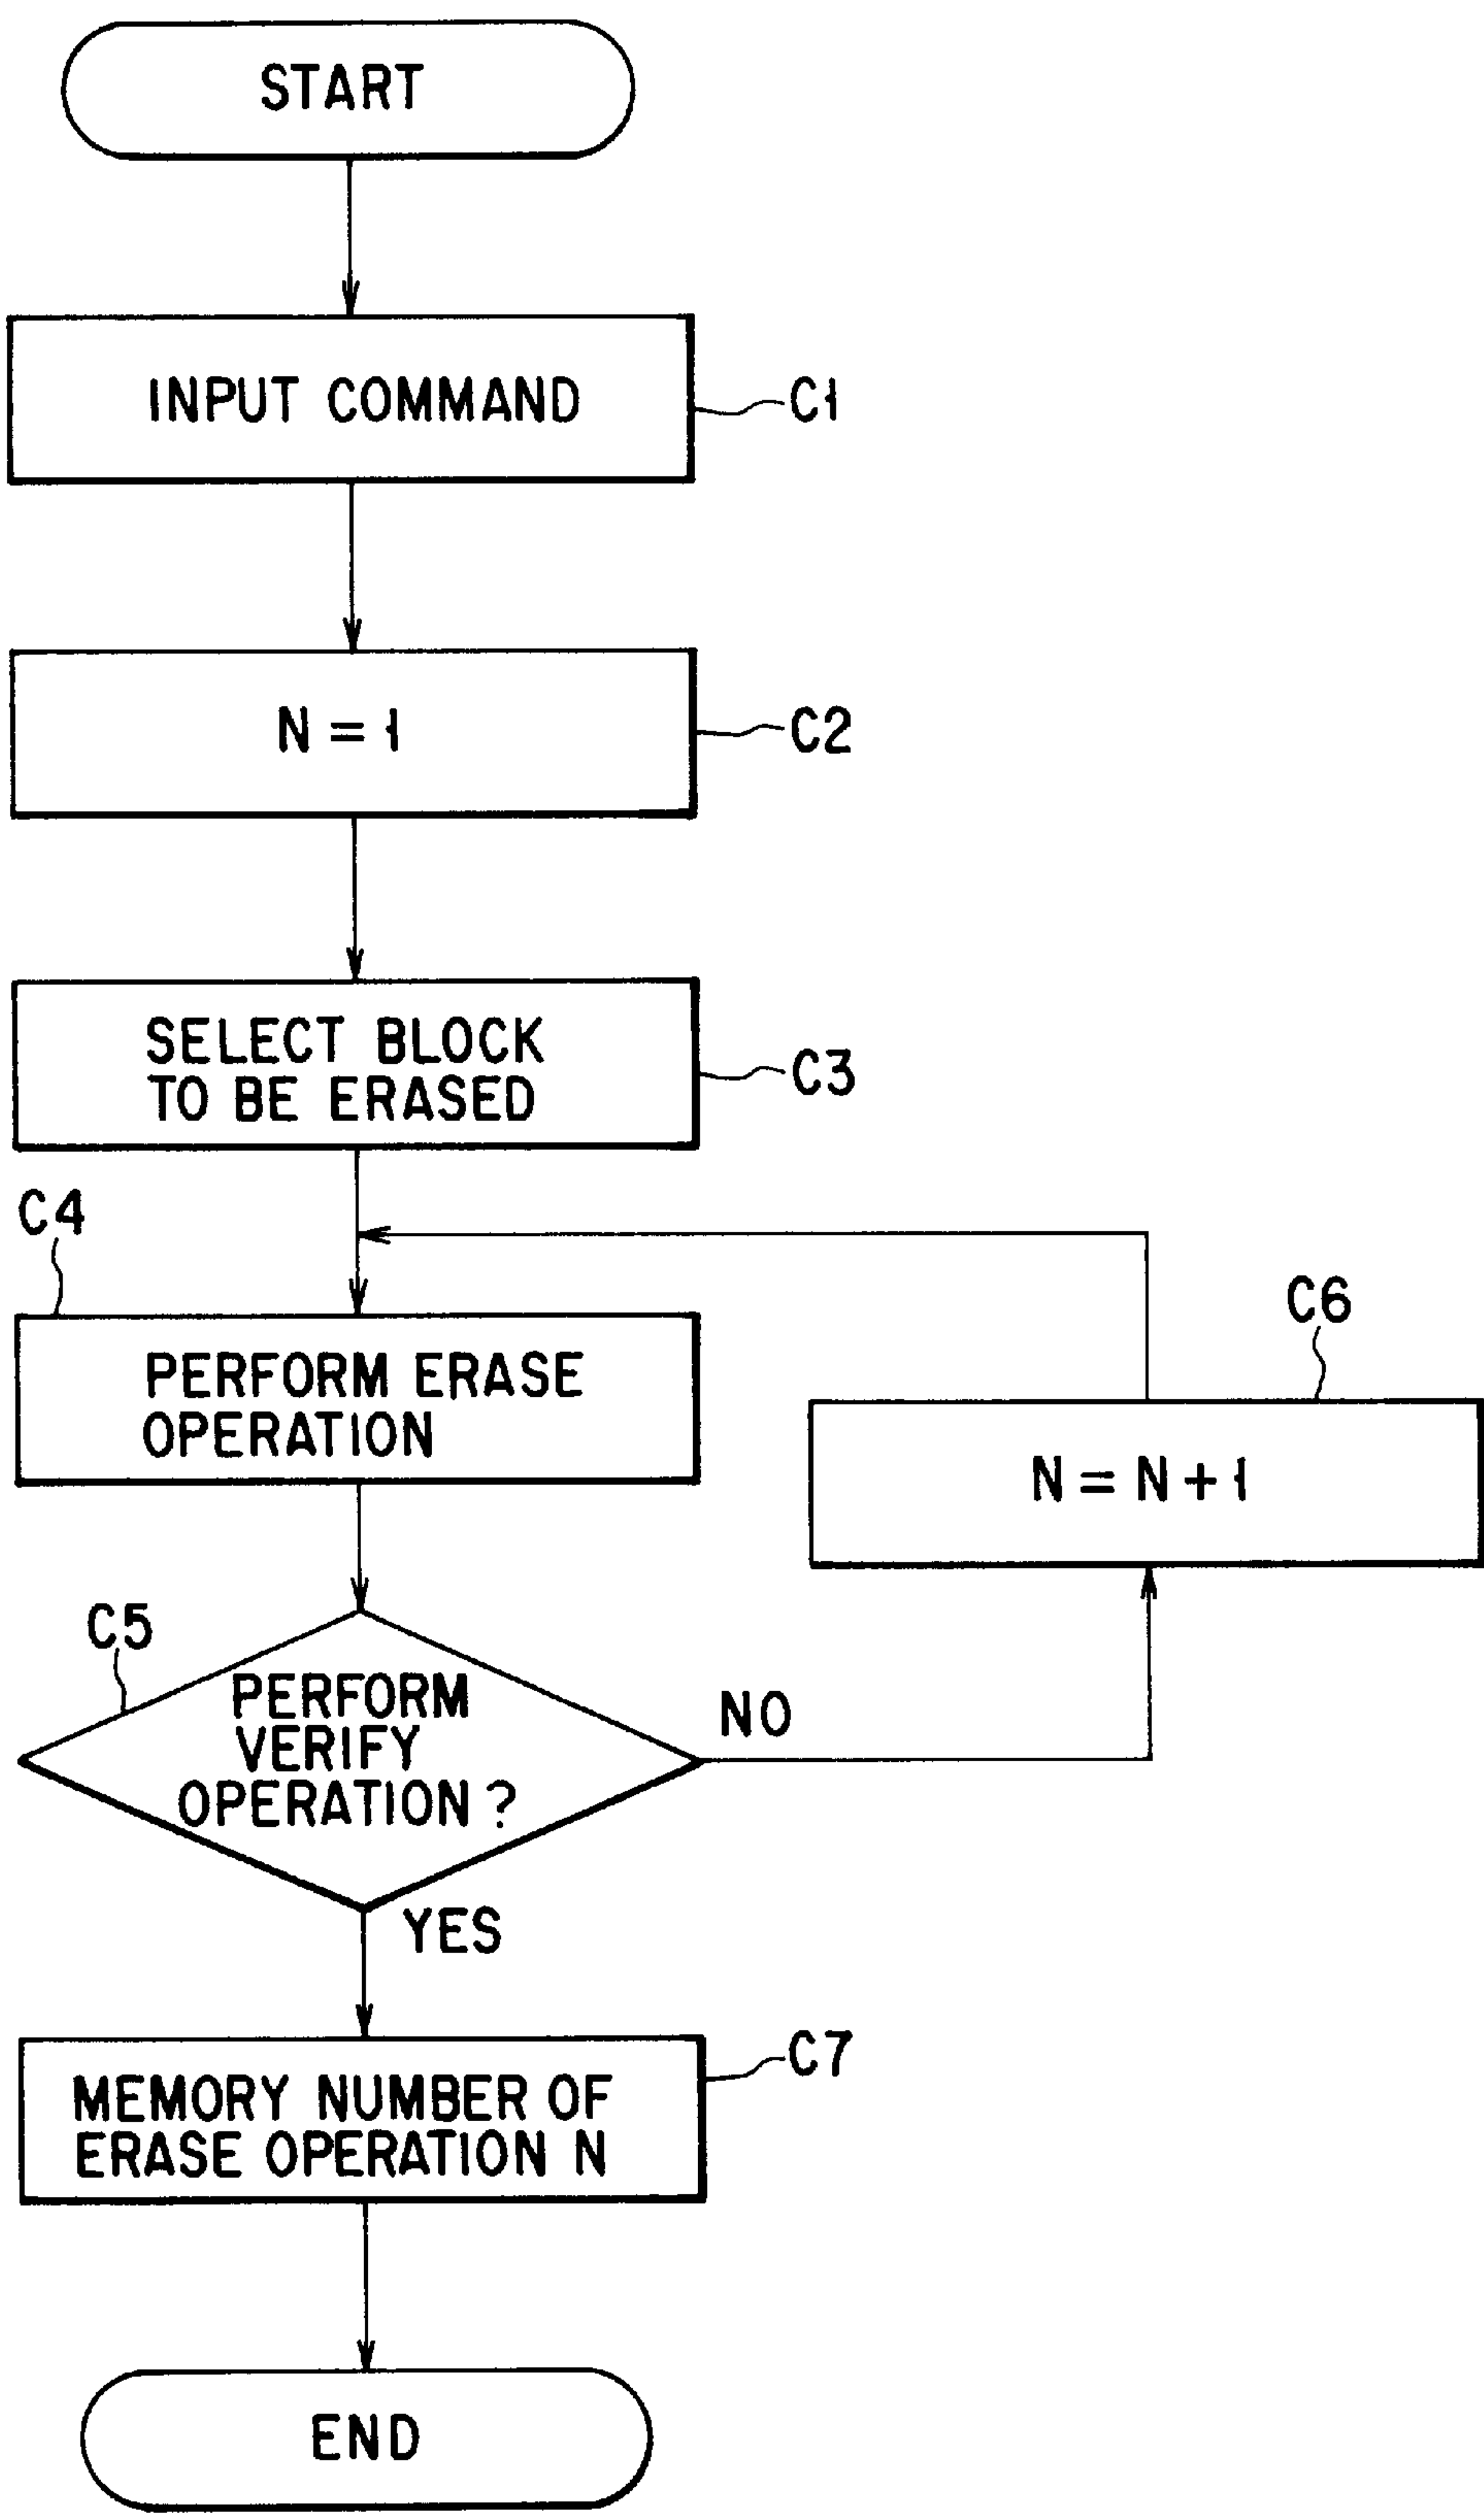 START
INPUT COMMAND
C1
N = 1
C2
SELECT BLOCK
TO BE ERASED
C3
C4
PERFORM ERASE
OPERATION
C6
N = N + 1
C5
PERFORM
VERIFY
OPERATION ?
NO
YES
C7
MEMORY NUMBER OF
ERASE OPERATION N
END